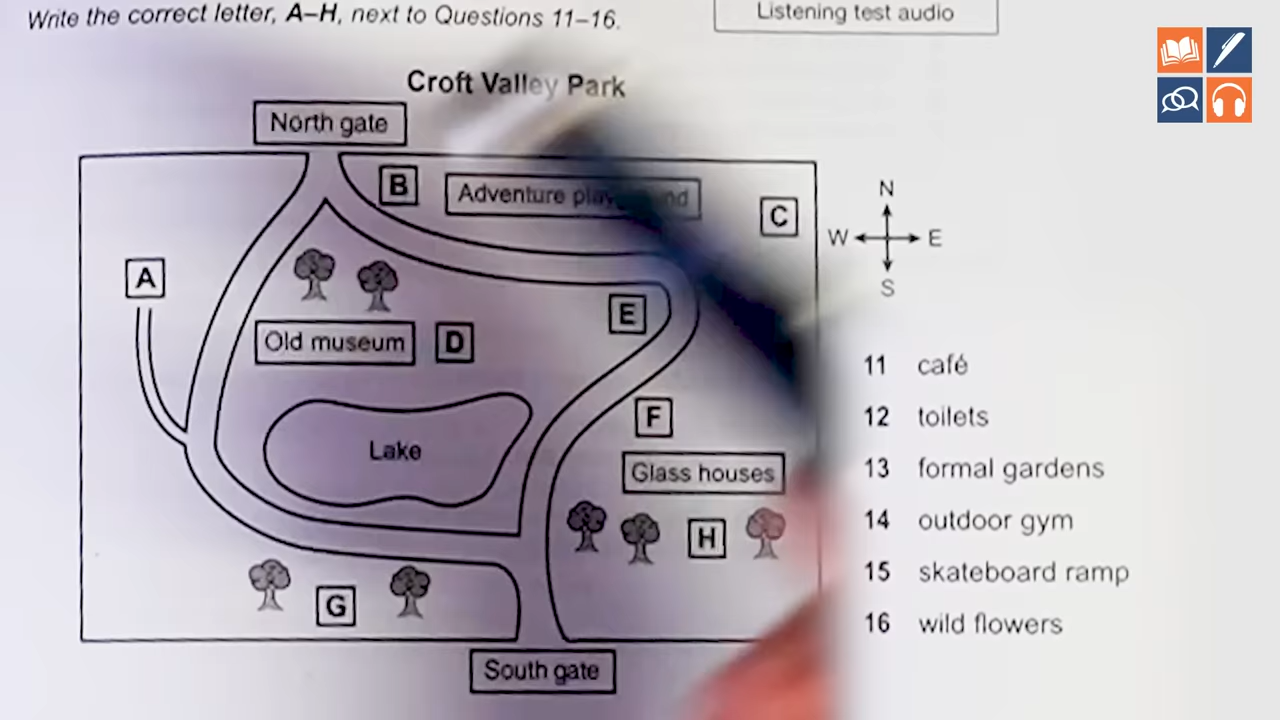 Write the correct letter, A–H, next to Questions 11–16.
Listening test audio
Croft Valley Park
North gate
B
Adventure
C
N
W E
S
A
E
Old museum
D
F
Lake
Glass houses
H
G
South gate
11 café
12 toilets
13 formal gardens
14 outdoor gym
15 skateboard ramp
16 wild flowers